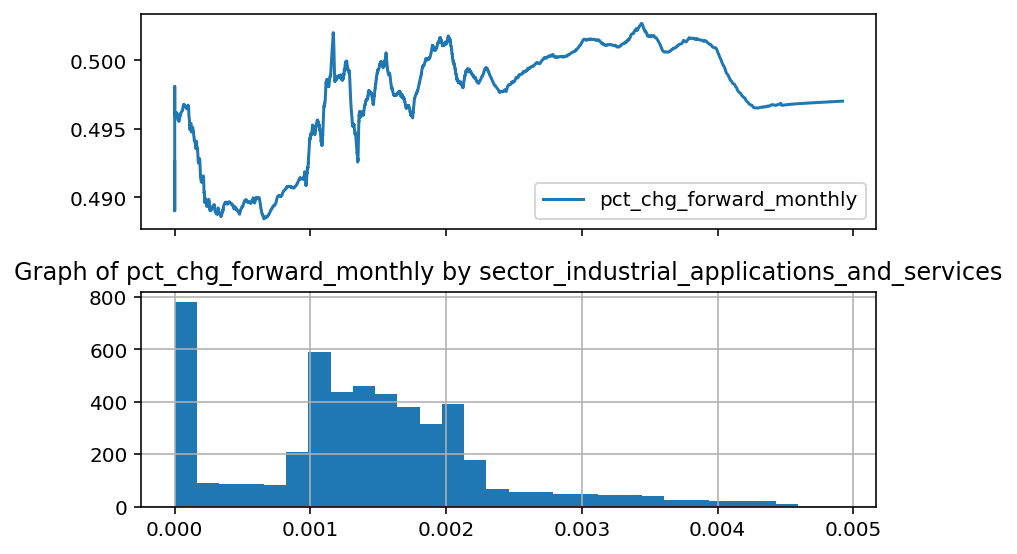 0.500
0.495
0.490
pct_chg_forward_monthly
Graph of pct_chg_forward_monthly by sector_industrial_applications_and_services
800
600
400
200
0
0.000 0.001 0.002 0.003 0.004 0.005